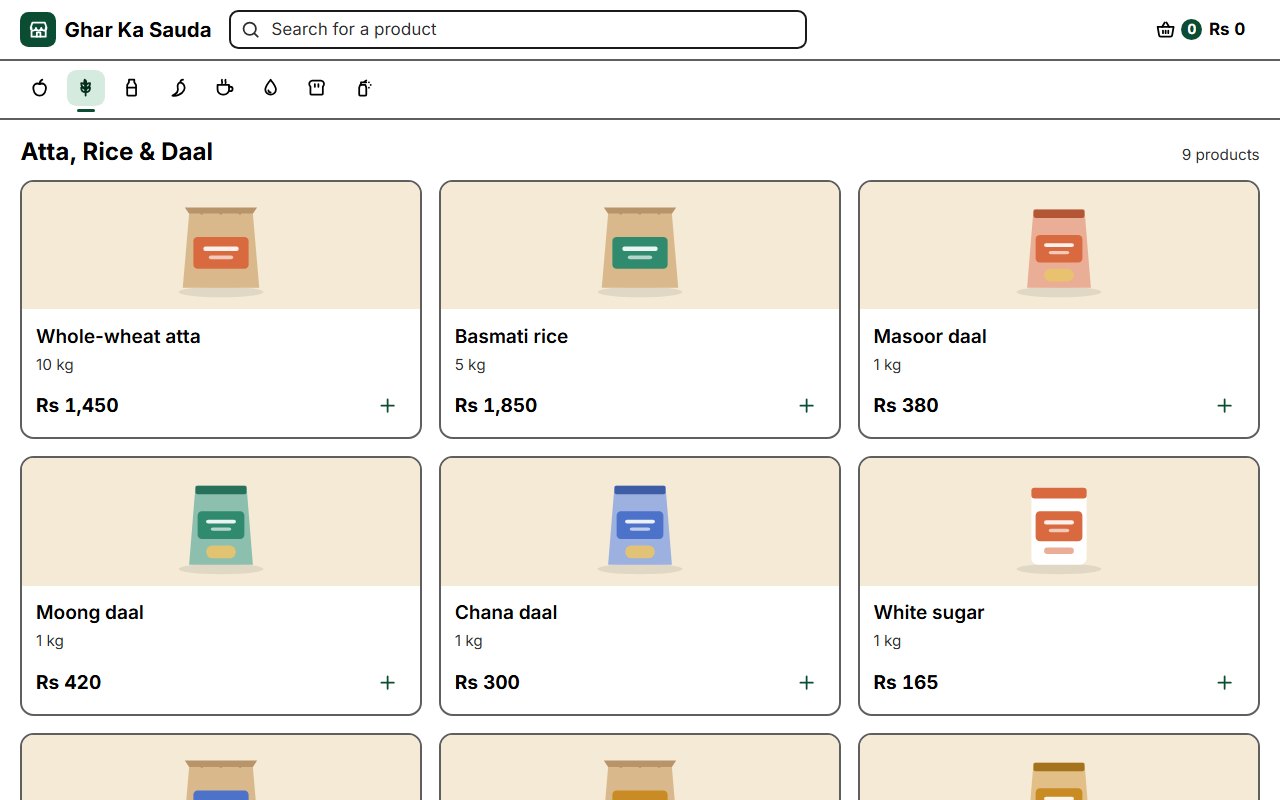 Ghar Ka Sauda
Search for a product
0 Rs 0
Atta, Rice & Daal
9 products
Whole-wheat atta
10 kg
Rs 1,450
Basmati rice
5 kg
Rs 1,850
Masoor daal
1 kg
Rs 380
Moong daal
1 kg
Rs 420
Chana daal
1 kg
Rs 300
White sugar
1 kg
Rs 165